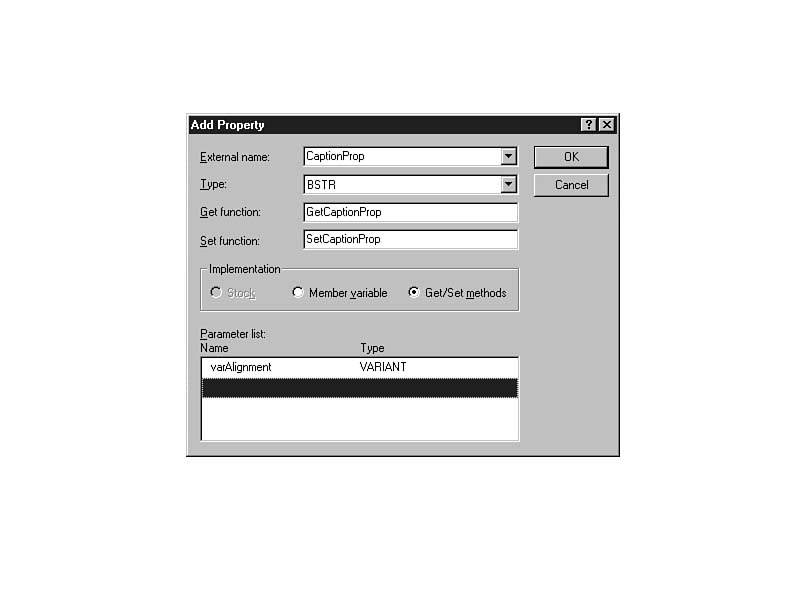 Add Property
External name: CaptionProp OK
Type: BSTR Cancel
Get function: GetCaptionProp
Set function: SetCaptionProp
Implementation
Stock Member variable Get/Set methods
Parameter list:
Name Type
varAlignment VARIANT